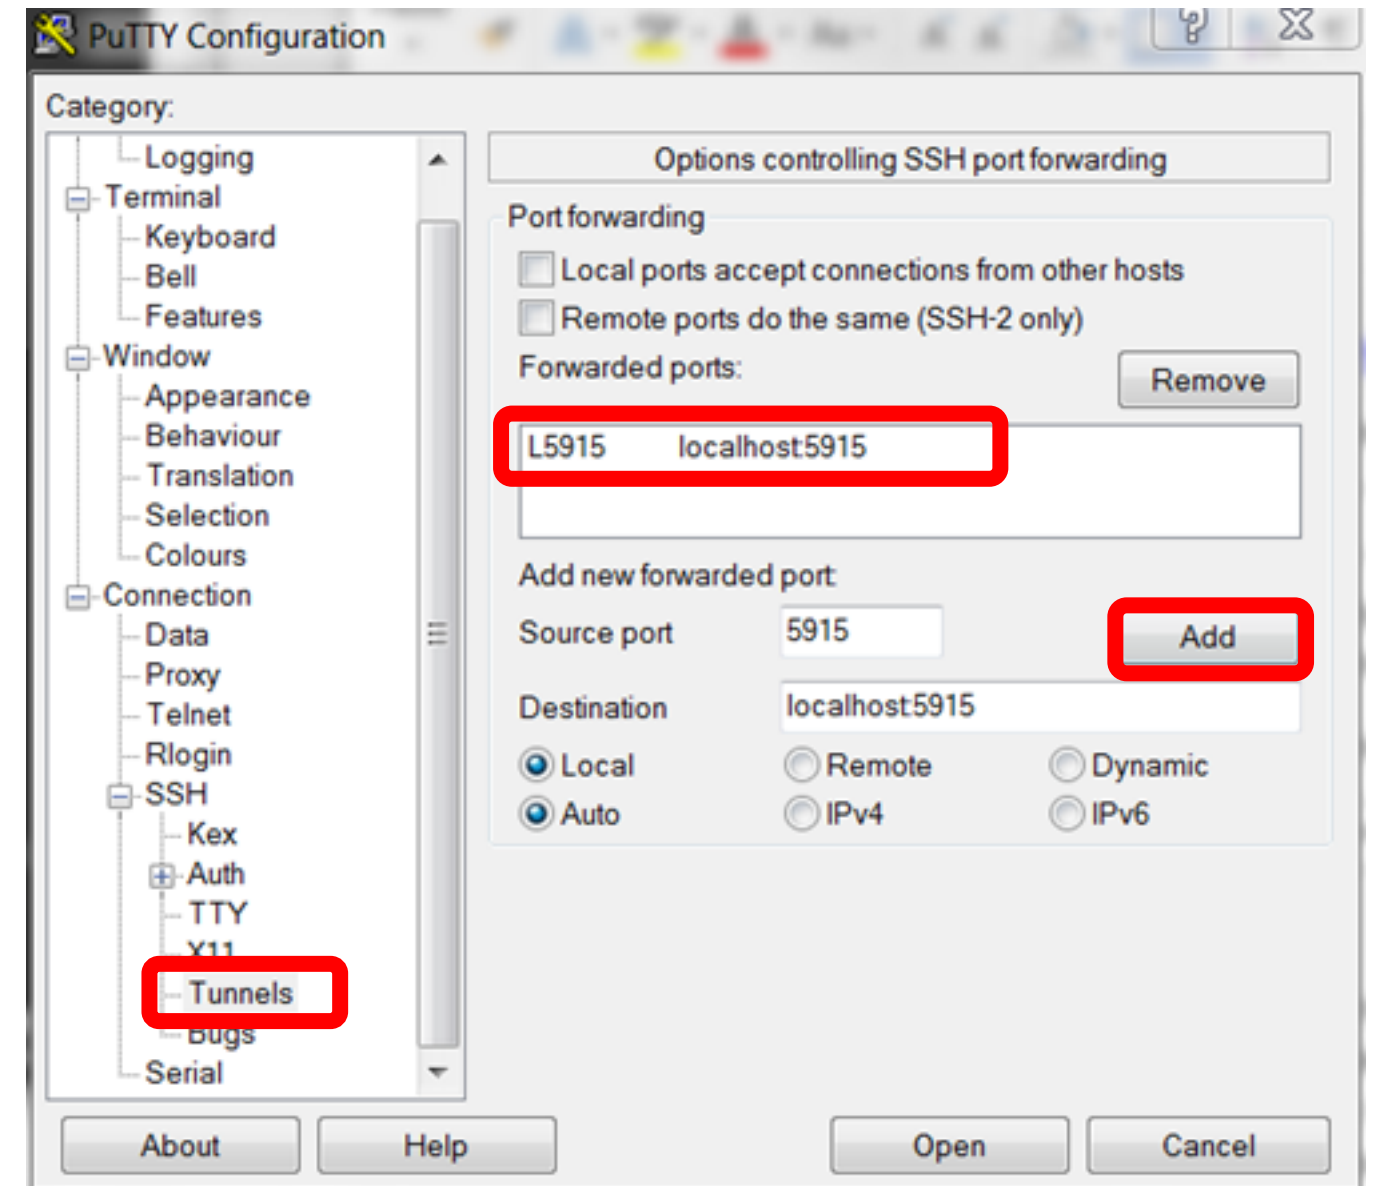 PuTTY Configuration
Category:
Logging
Terminal
Keyboard
Bell
Features
Window
Appearance
Behaviour
Translation
Selection
Colours
Connection
Data
Proxy
Telnet
Rlogin
SSH
Kex
Auth
TTY
X11
Tunnels
Bugs
Serial
Options controlling SSH port forwarding
Port forwarding
Local ports accept connections from other hosts
Remote ports do the same (SSH-2 only)
Forwarded ports:
Remove
L5915 localhost:5915
Add new forwarded port:
Source port 5915 Add
Destination localhost:5915
Local Remote Dynamic
Auto IPv4 IPv6
About Help Open Cancel